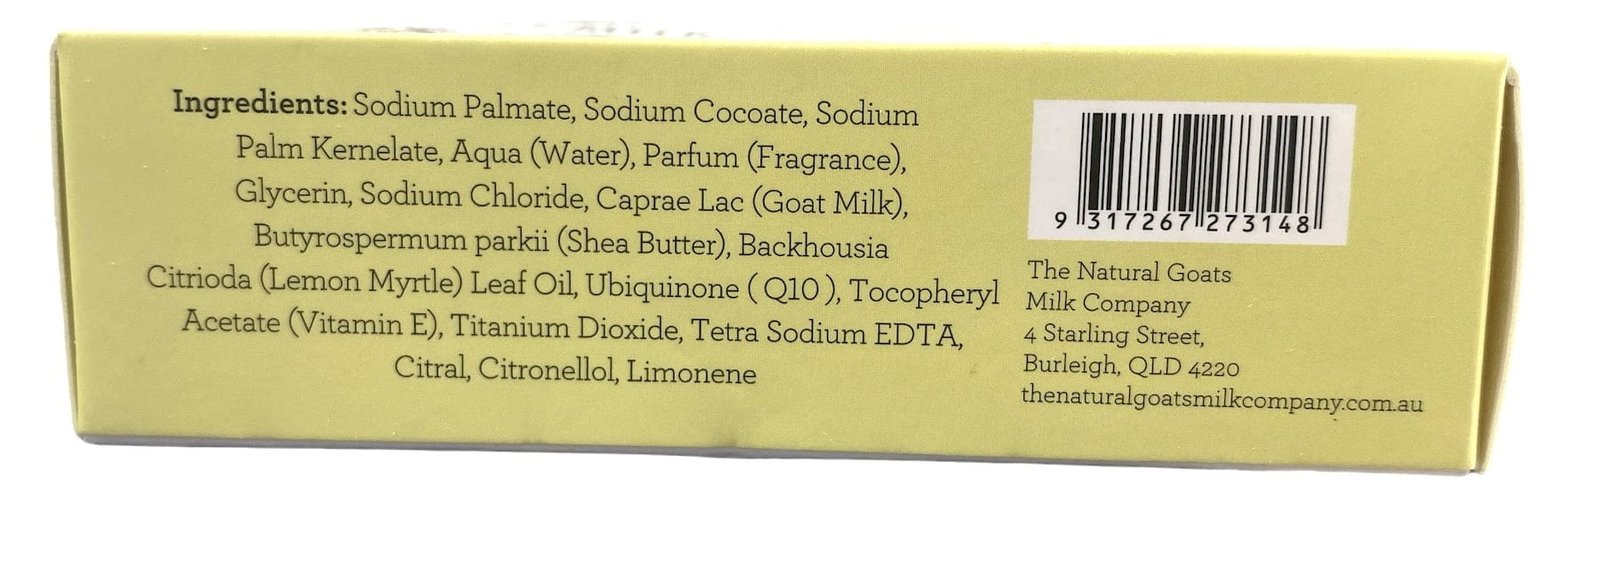 Ingredients: Sodium Palmate, Sodium Cocoate, Sodium
Palm Kernelate, Aqua (Water), Parfum (Fragrance),
Glycerin, Sodium Chloride, Caprae Lac (Goat Milk),
Butyrospermum parkii (Shea Butter), Backhousia
Citrioda (Lemon Myrtle) Leaf Oil, Ubiquinone ( Q10 ), Tocopheryl
Acetate (Vitamin E), Titanium Dioxide, Tetra Sodium EDTA,
Citral, Citronellol, Limonene
9 317267 273148
The Natural Goats
Milk Company
4 Starling Street,
Burleigh, QLD 4220
thenaturalgoatsmilkcompany.com.au